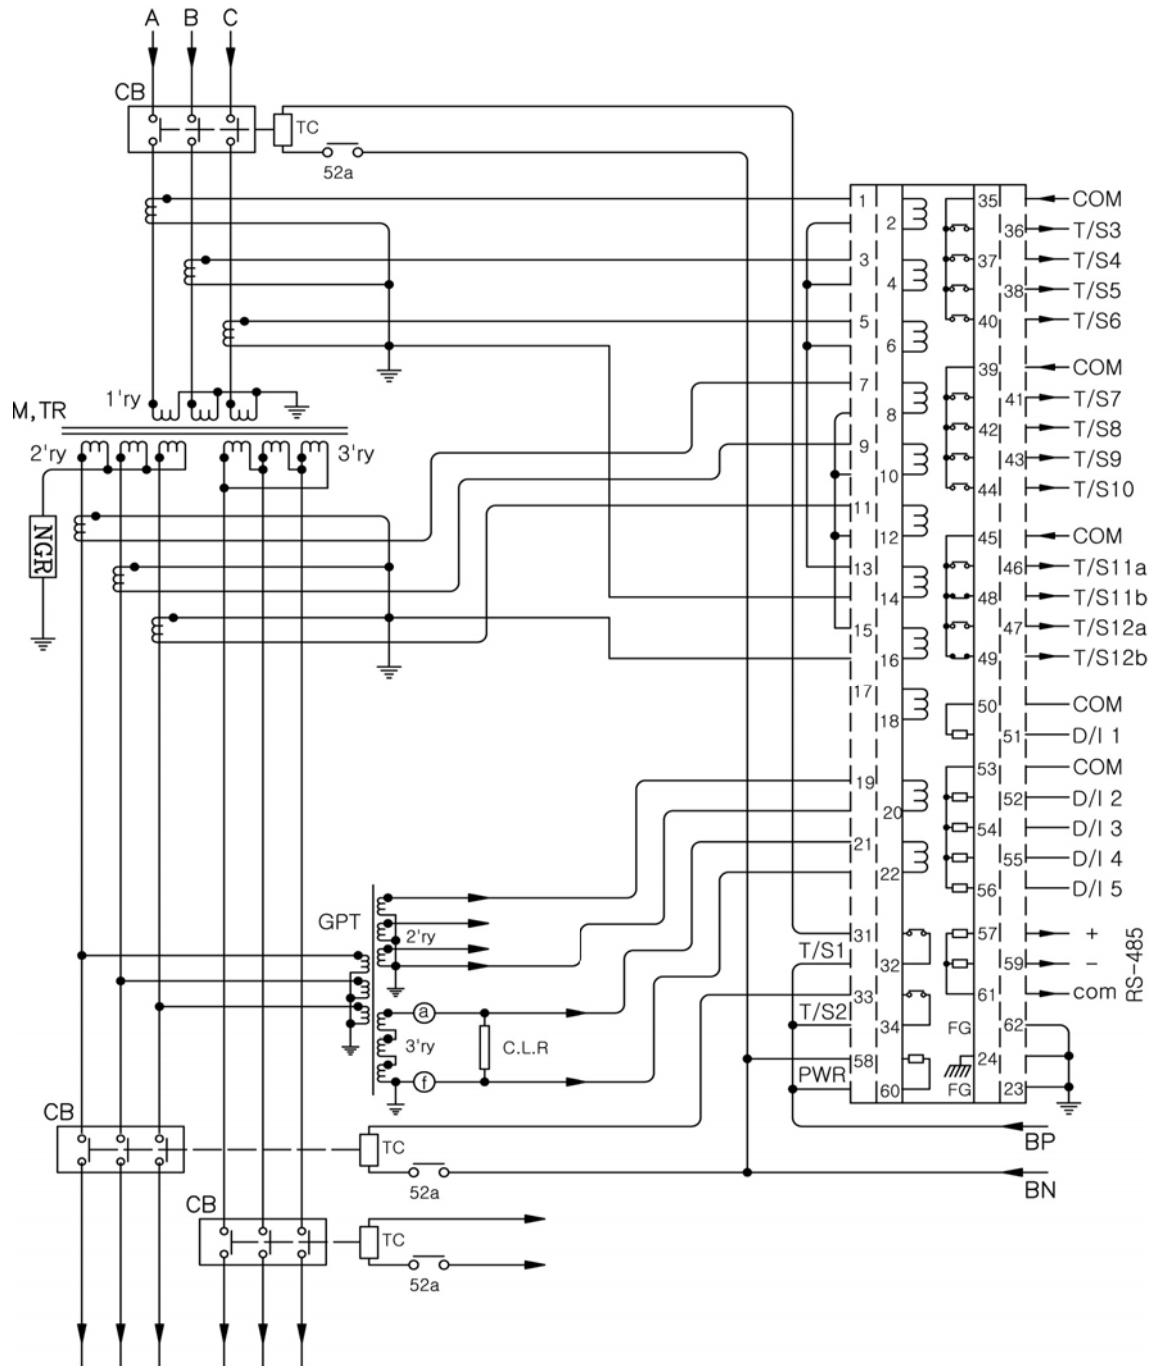 A B C
CB
TC
52a
1 2 35 COM
36 T/S3
3 37 T/S4
4 38 T/S5
5 40 T/S6
6
39 COM
7 41 T/S7
8 42 T/S8
9 43 T/S9
10 44 T/S10
11
12 45 COM
13 46 T/S11a
14 48 T/S11b
15 47 T/S12a
16 49 T/S12b
17
18 50 COM
51 D/I 1
53 COM
19 52 D/I 2
20 54 D/I 3
21 55 D/I 4
22 56 D/I 5
T/S1 31 57 +
32 59 −
33 61 com
RS-485
T/S2 34 FG 62
58 24
PWR 60 FG 23
1'ry
M,TR
2'ry 3'ry
NGR
GPT
2'ry
a
3'ry C.L.R
f
CB
TC
52a
BP
BN
CB
TC
52a